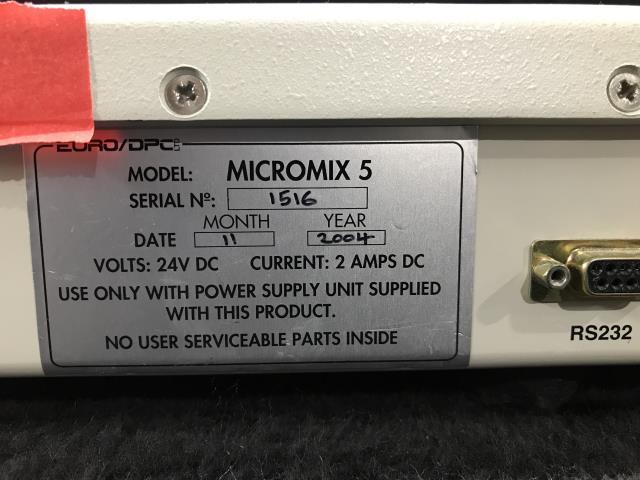 EURO/DPC LTD
MODEL: MICROMIX 5
SERIAL Nº: 1516
MONTH YEAR
DATE 11 2004
VOLTS: 24V DC CURRENT: 2 AMPS DC
USE ONLY WITH POWER SUPPLY UNIT SUPPLIED
WITH THIS PRODUCT.
NO USER SERVICEABLE PARTS INSIDE
RS232